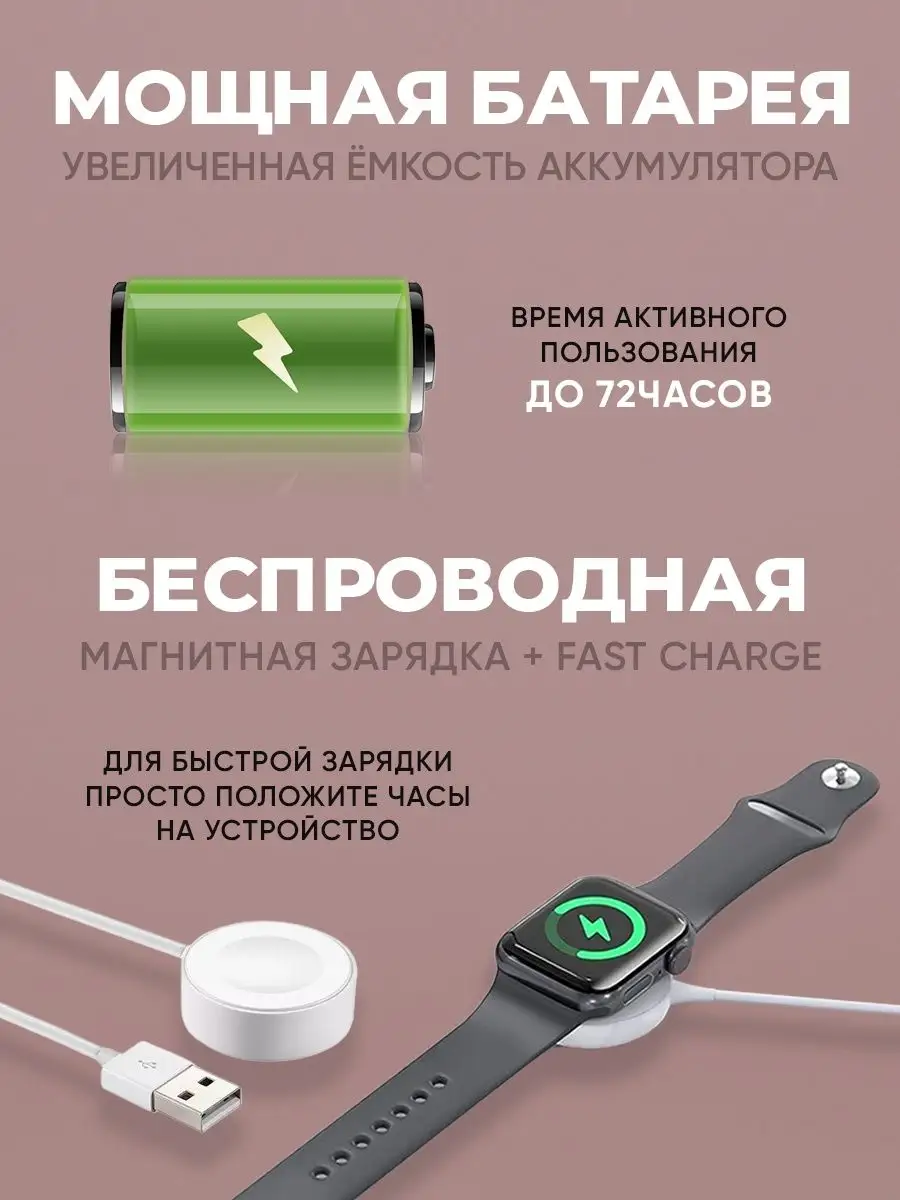 МОЩНАЯ БАТАРЕЯ
УВЕЛИЧЕННАЯ ЁМКОСТЬ АККУМУЛЯТОРА
ВРЕМЯ АКТИВНОГО
ПОЛЬЗОВАНИЯ
ДО 72ЧАСОВ
БЕСПРОВОДНАЯ
МАГНИТНАЯ ЗАРЯДКА + FAST CHARGE
ДЛЯ БЫСТРОЙ ЗАРЯДКИ
ПРОСТО ПОЛОЖИТЕ ЧАСЫ
НА УСТРОЙСТВО